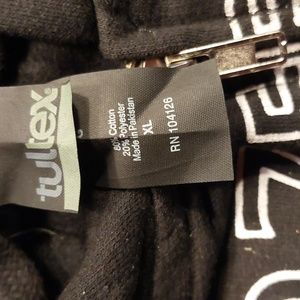 tultex
80% Cotton
20% Polyester
Made in Pakistan
XL
RN 104126